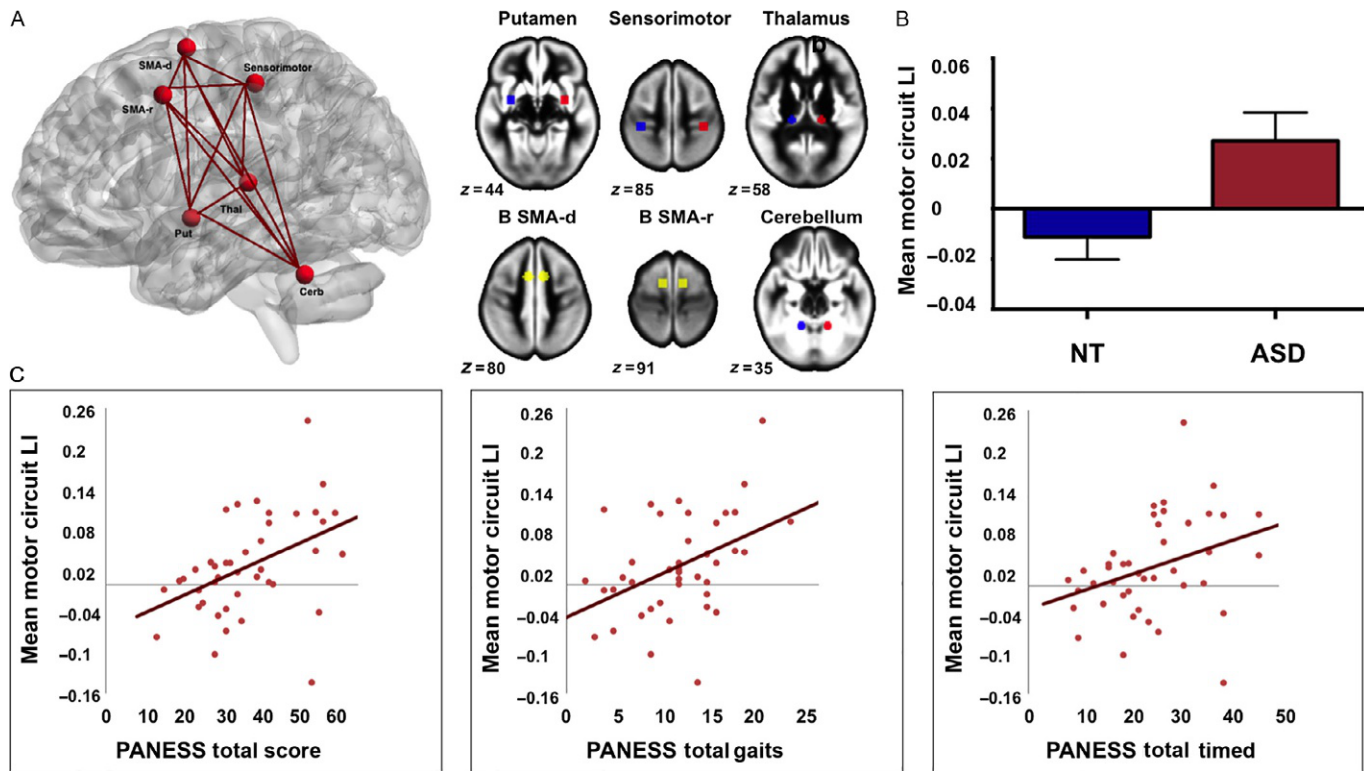 A
SMA-d
Sensorimotor
SMA-r
Thal
Put
Cerb
Putamen Sensorimotor Thalamus
b
z=44 z=85 z=58
B SMA-d B SMA-r Cerebellum
z=80 z=91 z=35
B
Mean motor circuit LI
0.06
0.04
0.02
0
−0.02
−0.04
NT ASD
C
Mean motor circuit LI
0.26
0.2
0.14
0.08
0.02
−0.04
−0.1
−0.16
0 10 20 30 40 50 60
PANESS total score
Mean motor circuit LI
0.26
0.2
0.14
0.08
0.02
−0.04
−0.1
−0.16
0 5 10 15 20 25
PANESS total gaits
Mean motor circuit LI
0.26
0.2
0.14
0.08
0.02
−0.04
−0.1
−0.16
0 10 20 30 40 50
PANESS total timed